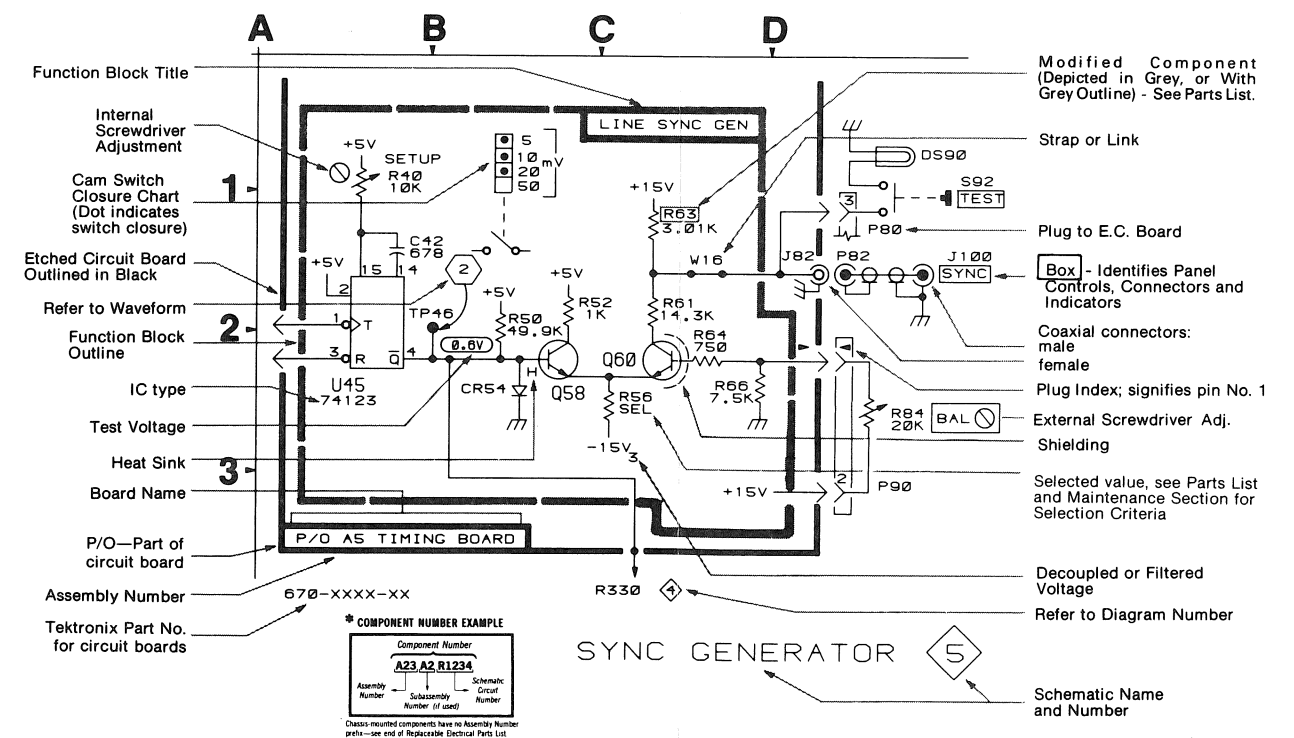 A B C D
1
2
3
Function Block Title
Internal
Screwdriver
Adjustment
Cam Switch
Closure Chart
(Dot indicates
switch closure)
Etched Circuit Board
Outlined in Black
Refer to Waveform
Function Block
Outline
IC type
Test Voltage
Heat Sink
Board Name
P/O—Part of
circuit board
Assembly Number
Tektronix Part No.
for circuit boards
LINE SYNC GEN
+5V
SETUP
R40
10K
5
10
20
50
mV
C42
678
+5V
15 14
2
1
T
3
R
Q̅ 4
U45
74123
2
TP46
0.6V
+5V
R50
49.9K
CR54
H
+5V
R52
1K
Q58
Q60
R56
SEL
-15V
3
+15V
R63
3.01K
W16
R61
14.3K
R64
750
R66
7.5K
+15V
P/O A5 TIMING BOARD
670-XXXX-XX
R330
4
DS90
S92
TEST
3
P80
J82
P82
J100
SYNC
R84
20K
BAL
2
P90
Modified Component
(Depicted in Grey, or With
Grey Outline) - See Parts List.
Strap or Link
Plug to E.C. Board
Box - Identifies Panel
Controls, Connectors and
Indicators
Coaxial connectors:
male
female
Plug Index; signifies pin No. 1
External Screwdriver Adj.
Shielding
Selected value, see Parts List
and Maintenance Section for
Selection Criteria
Decoupled or Filtered
Voltage
Refer to Diagram Number
Schematic Name
and Number
SYNC GENERATOR 5
* COMPONENT NUMBER EXAMPLE
Component Number
A23 A2 R1234
Assembly
Number
Subassembly
Number (if used)
Schematic
Circuit
Number
Chassis-mounted components have no Assembly Number
prefix—see end of Replaceable Electrical Parts List